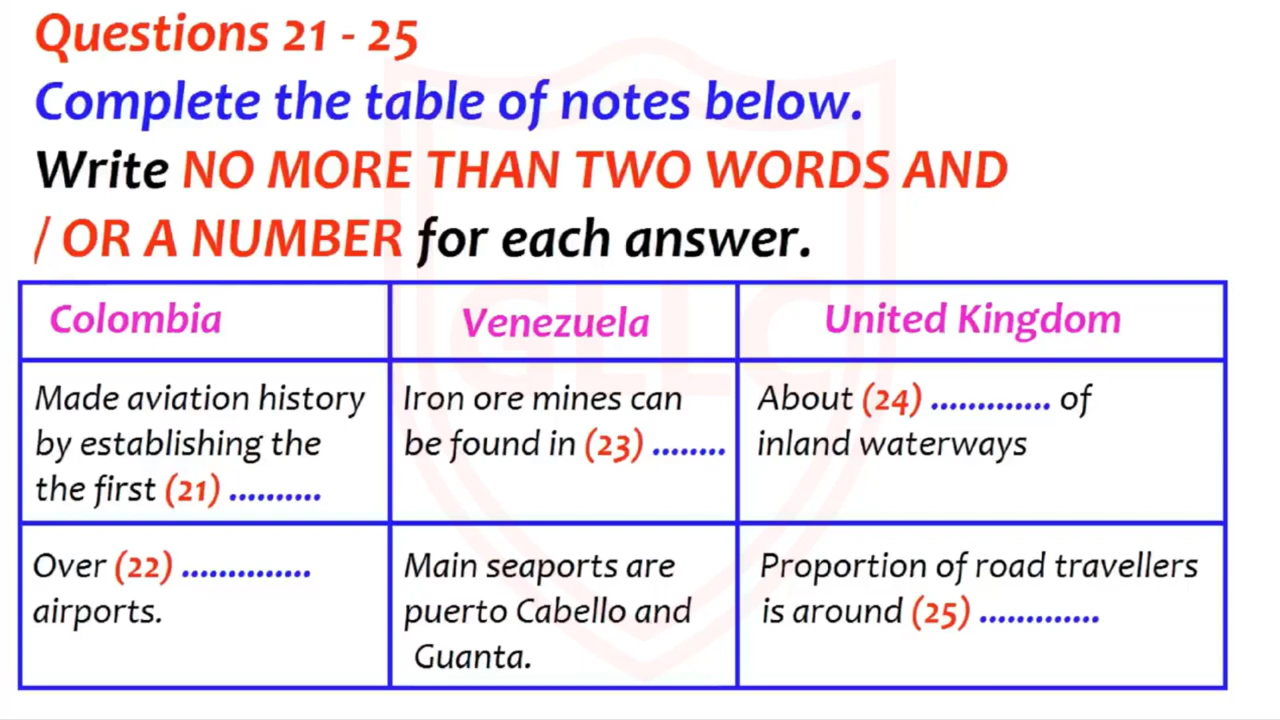 Questions 21 - 25
Complete the table of notes below.
Write NO MORE THAN TWO WORDS AND
/ OR A NUMBER for each answer.
Colombia
Venezuela
United Kingdom
Made aviation history
by establishing the
the first (21) ..........
Iron ore mines can
be found in (23) ........
About (24) ............. of
inland waterways
Over (22) ..............
airports.
Main seaports are
puerto Cabello and
Guanta.
Proportion of road travellers
is around (25) .............
GLLC